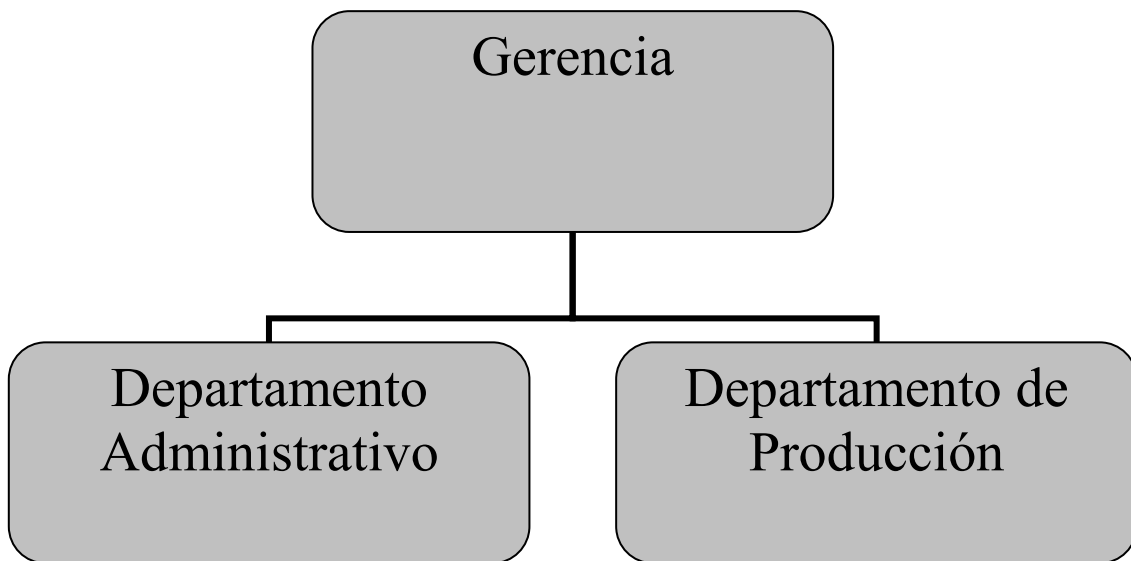 Gerencia
Departamento
Administrativo
Departamento de
Producción